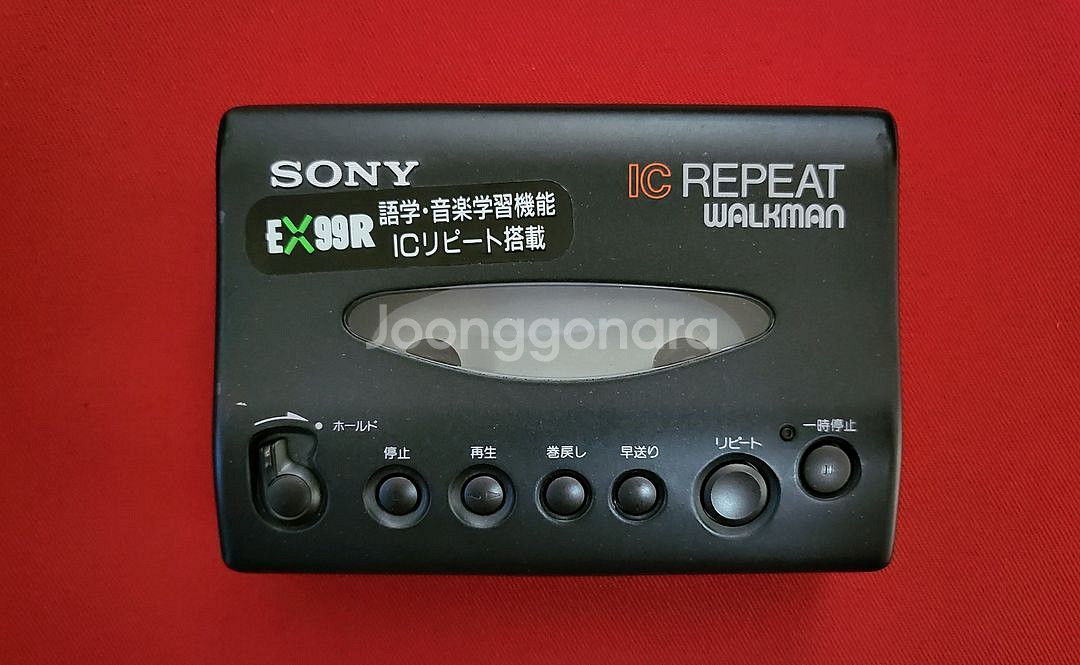 SONY
IC REPEAT
WALKMAN
EX99R
語学・音楽学習機能
ICリピート搭載
Joonggonara
ホールド
停止
再生
巻戻し
早送り
リピート
一時停止